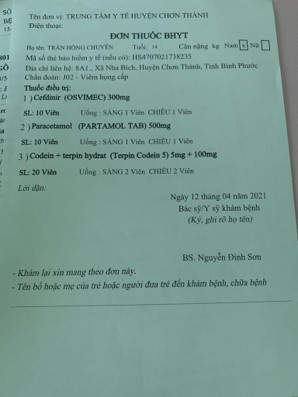 Tên đơn vị: TRUNG TÂM Y TẾ HUYỆN CHƠN THÀNH
Điện thoại:
ĐƠN THUỐC BHYT
Họ tên: TRẦN HỒNG CHUYÊN Tuổi: 14 Cân nặng kg Nam x Nữ
Mã số thẻ bảo hiểm y tế (nếu có): HS4707021738235
Địa chỉ liên hệ: 8A1., Xã Nha Bích, Huyện Chơn Thành, Tỉnh Bình Phước
Chẩn đoán: J02 - Viêm họng cấp
Thuốc điều trị:
1 ) Cefdinir (OSVIMEC) 300mg
SL: 10 Viên Uống : SÁNG 1 Viên CHIỀU 1 Viên
2 ) Paracetamol (PARTAMOL TAB) 500mg
SL: 10 Viên Uống : SÁNG 1 Viên CHIỀU 1 Viên
3 ) Codein + terpin hydrat (Terpin Codein 5) 5mg + 100mg
SL: 20 Viên Uống : SÁNG 2 Viên CHIỀU 2 Viên
Lời dặn:
Ngày 12 tháng 04 năm 2021
Bác sỹ/Y sỹ khám bệnh
(Ký, ghi rõ họ tên)
BS. Nguyễn Đình Sơn
- Khám lại xin mang theo đơn này.
- Tên bố hoặc mẹ của trẻ hoặc người đưa trẻ đến khám bệnh, chữa bệnh